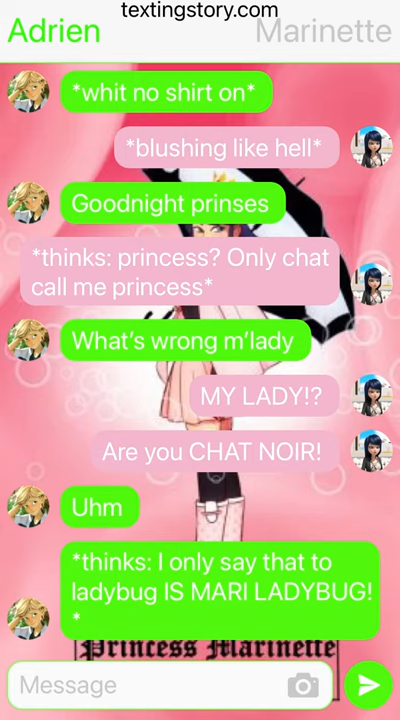 textingstory.com
Adrien
Marinette
*whit no shirt on*
*blushing like hell*
Goodnight prinses
*thinks: princess? Only chat
call me princess*
What's wrong m'lady
MY LADY!?
Are you CHAT NOIR!
Uhm
*thinks: I only say that to
ladybug IS MARI LADYBUG!
*
Princess Marinette
Message